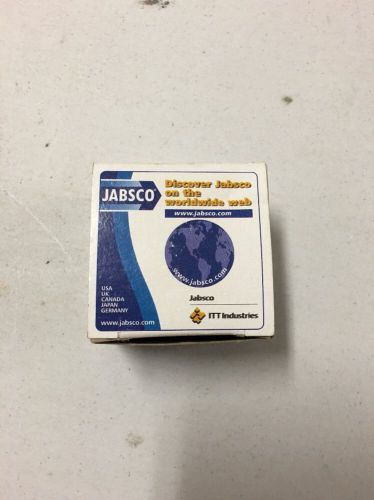 JABSCO
Discover Jabsco
on the
worldwide web
www.jabsco.com
www.jabsco.com
USA
UK
CANADA
JAPAN
GERMANY
www.jabsco.com
Jabsco
ITT Industries